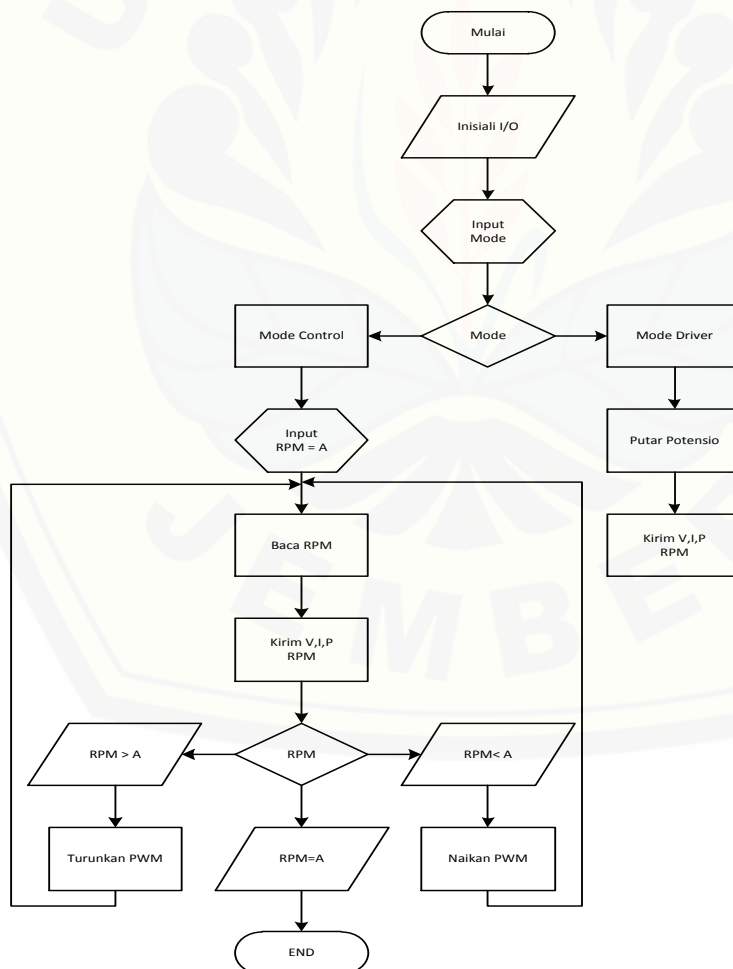 Mulai
Inisiali I/O
Input
Mode
Mode Control
Mode
Mode Driver
Input
RPM = A
Putar Potensio
Baca RPM
Kirim V,I,P
RPM
Kirim V,I,P
RPM
RPM > A
RPM
RPM< A
Turunkan PWM
RPM=A
Naikan PWM
END
JEMBE